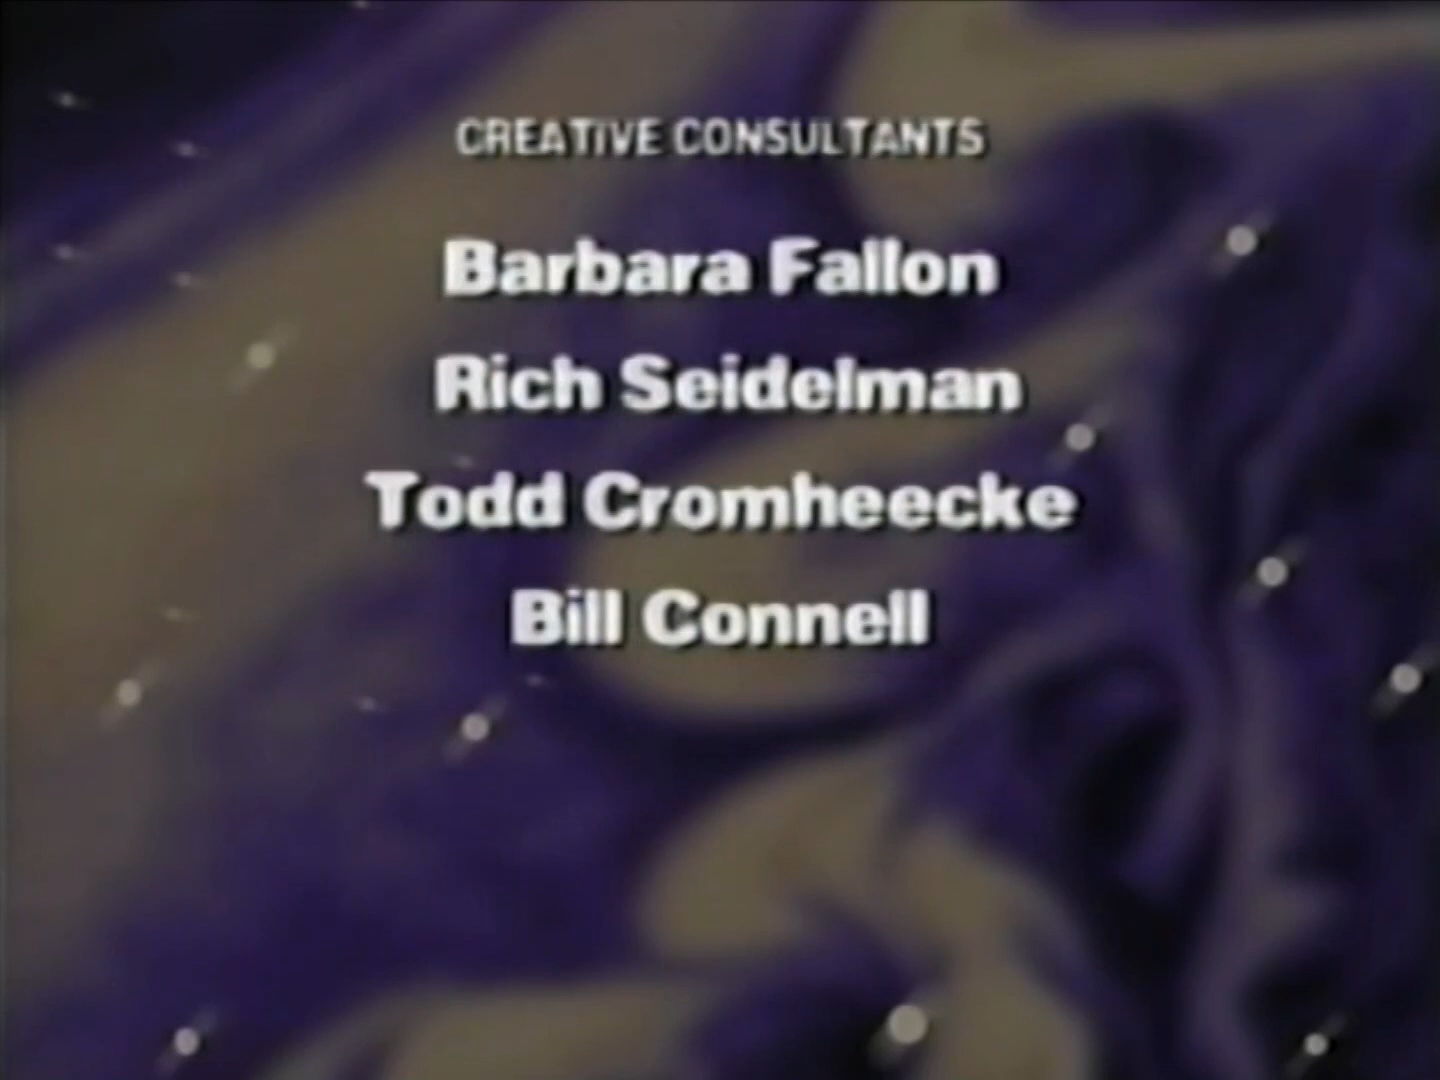 CREATIVE CONSULTANTS
Barbara Fallon
Rich Seidelman
Todd Cromheecke
Bill Connell